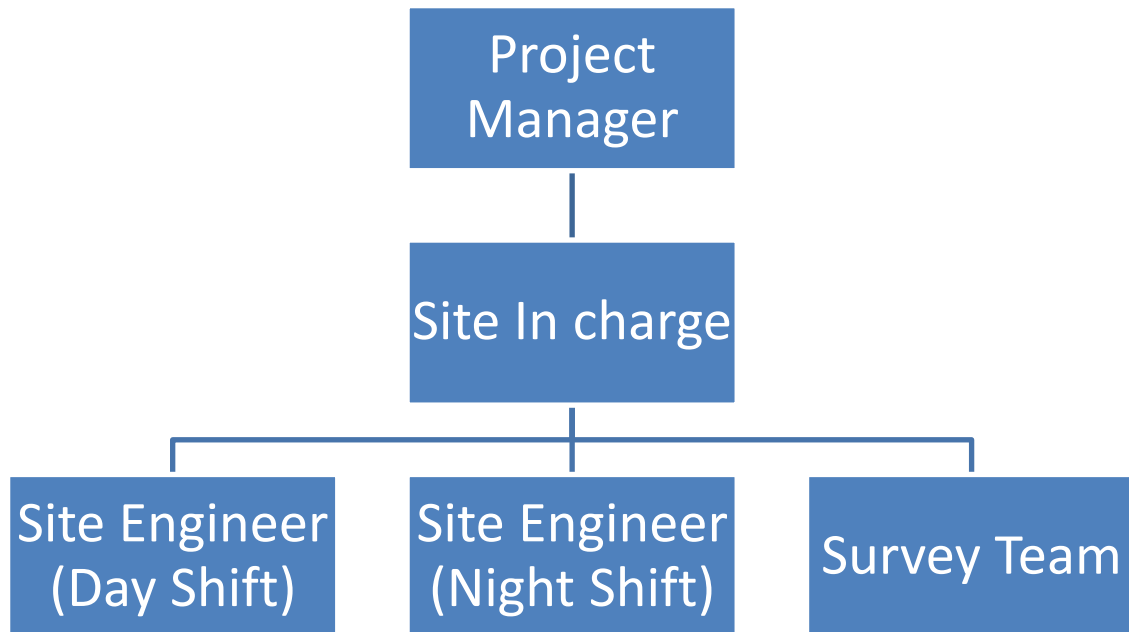 Project
Manager
Site In charge
Site Engineer
(Day Shift)
Site Engineer
(Night Shift)
Survey Team